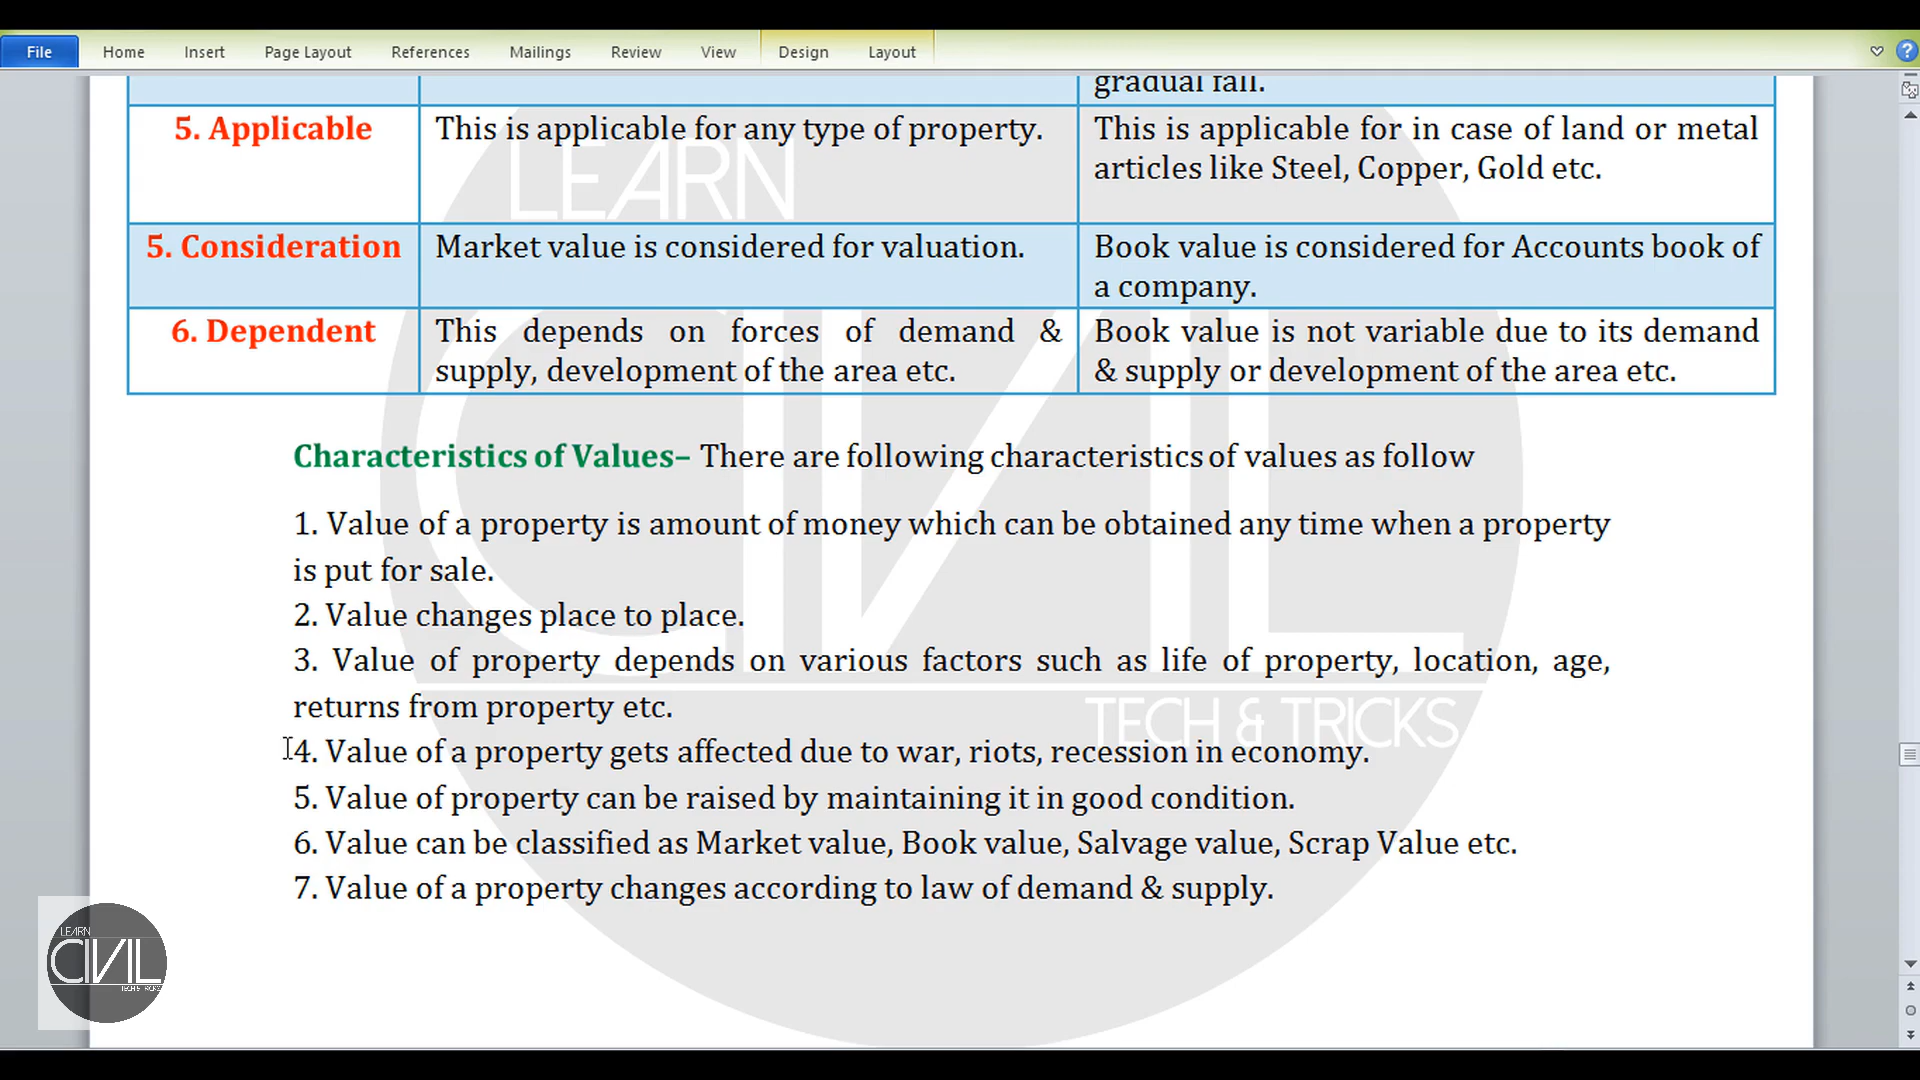 File Home Insert Page Layout References Mailings Review View Design Layout
gradual fall.
5. Applicable
This is applicable for any type of property.
This is applicable for in case of land or metal
articles like Steel, Copper, Gold etc.
5. Consideration
Market value is considered for valuation.
Book value is considered for Accounts book of
a company.
6. Dependent
This depends on forces of demand &
supply, development of the area etc.
Book value is not variable due to its demand
& supply or development of the area etc.
Characteristics of Values– There are following characteristics of values as follow
1. Value of a property is amount of money which can be obtained any time when a property
is put for sale.
2. Value changes place to place.
3. Value of property depends on various factors such as life of property, location, age,
returns from property etc.
4. Value of a property gets affected due to war, riots, recession in economy.
5. Value of property can be raised by maintaining it in good condition.
6. Value can be classified as Market value, Book value, Salvage value, Scrap Value etc.
7. Value of a property changes according to law of demand & supply.
LEARN
CIVIL
TECH & TRICKS
LEARN
CIVIL
TECH & TRICKS